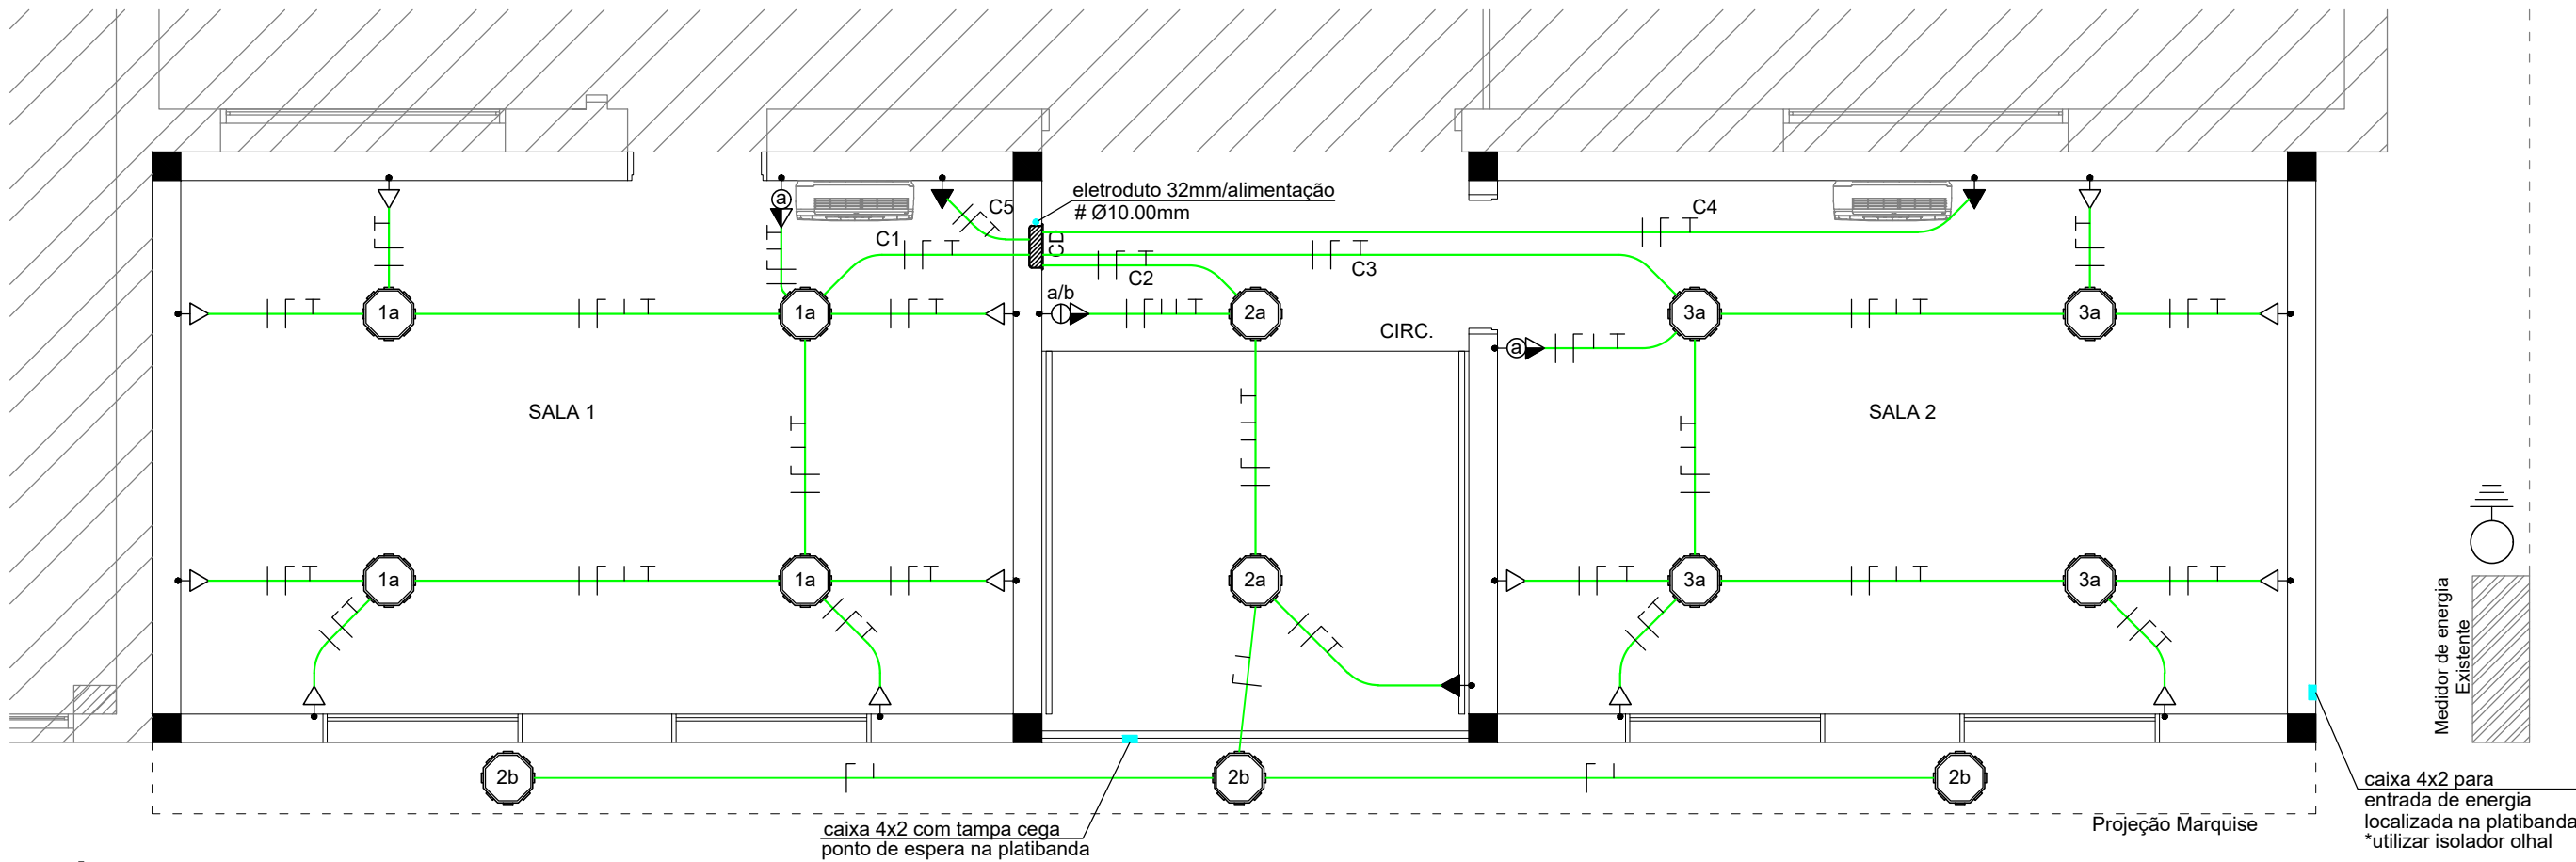 eletroduto 32mm/alimentação
# Ø10.00mm
a
C5
C4
C1
CD
C2
C3
a/b
1a
1a
2a
3a
3a
CIRC.
a
SALA 1
SALA 2
1a
1a
2a
3a
3a
Medidor de energia
Existente
2b
2b
2b
caixa 4x2 para
entrada de energia
localizada na platibanda
*utilizar isolador olhal
Projeção Marquise
caixa 4x2 com tampa cega
ponto de espera na platibanda